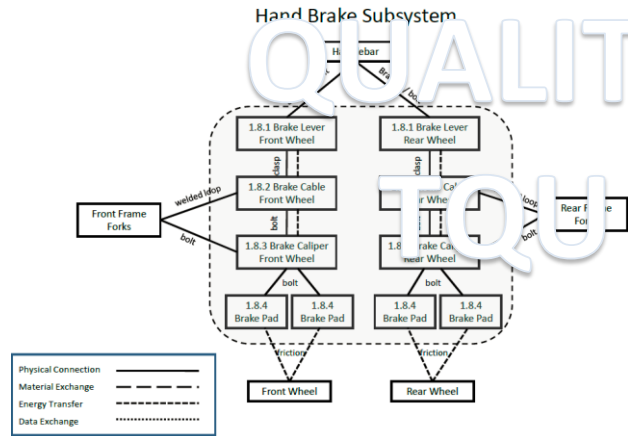 Hand Brake Subsystem
QUALIT
bolt
1.8.1 Brake Lever
Front Wheel
1.8.1 Brake Lever
Rear Wheel
clasp
clasp
TQU
1.8.2 Brake Cable
Front Wheel
welded loop
loop
Front Frame
Forks
bolt
bolt
bolt
1.8.3 Brake Caliper
Front Wheel
Rear Wheel
bolt
bolt
1.8.4
Brake Pad
1.8.4
Brake Pad
1.8.4
Brake Pad
1.8.4
Brake Pad
friction
friction
Front Wheel
Rear Wheel
Physical Connection
Material Exchange
Energy Transfer
Data Exchange